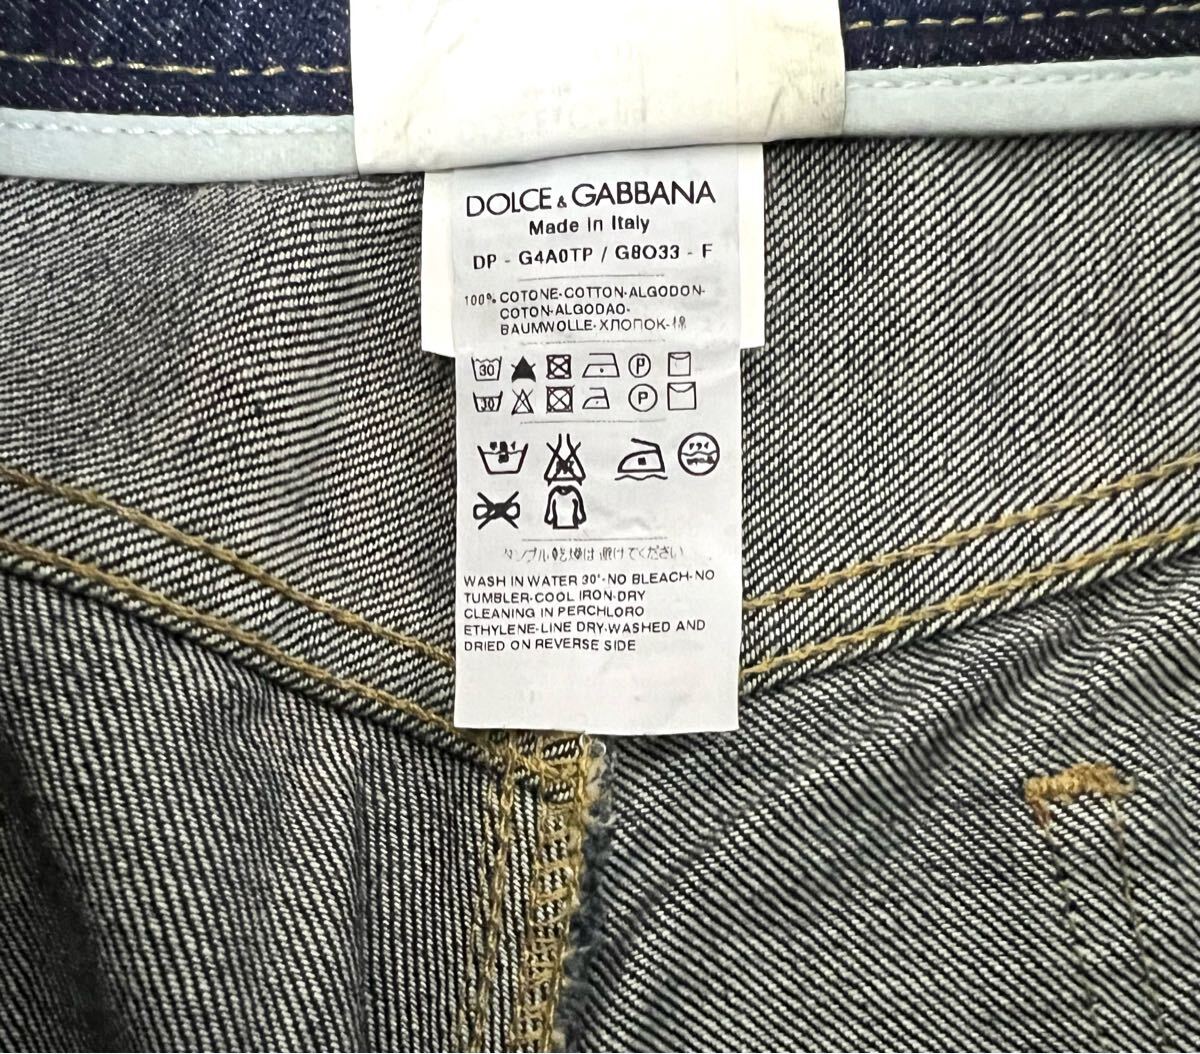 DOLCE & GABBANA
Made in Italy
DP - G4A0TP / G8O33 - F
100% COTONE-COTTON-ALGODON-
COTON-ALGODAO-
BAUMWOLLE-ХЛОПОК-棉
30 P
30 P
タンブル乾燥は避けてください
WASH IN WATER 30°-NO BLEACH-NO
TUMBLER-COOL IRON-DRY
CLEANING IN PERCHLORO
ETHYLENE-LINE DRY-WASHED AND
DRIED ON REVERSE SIDE